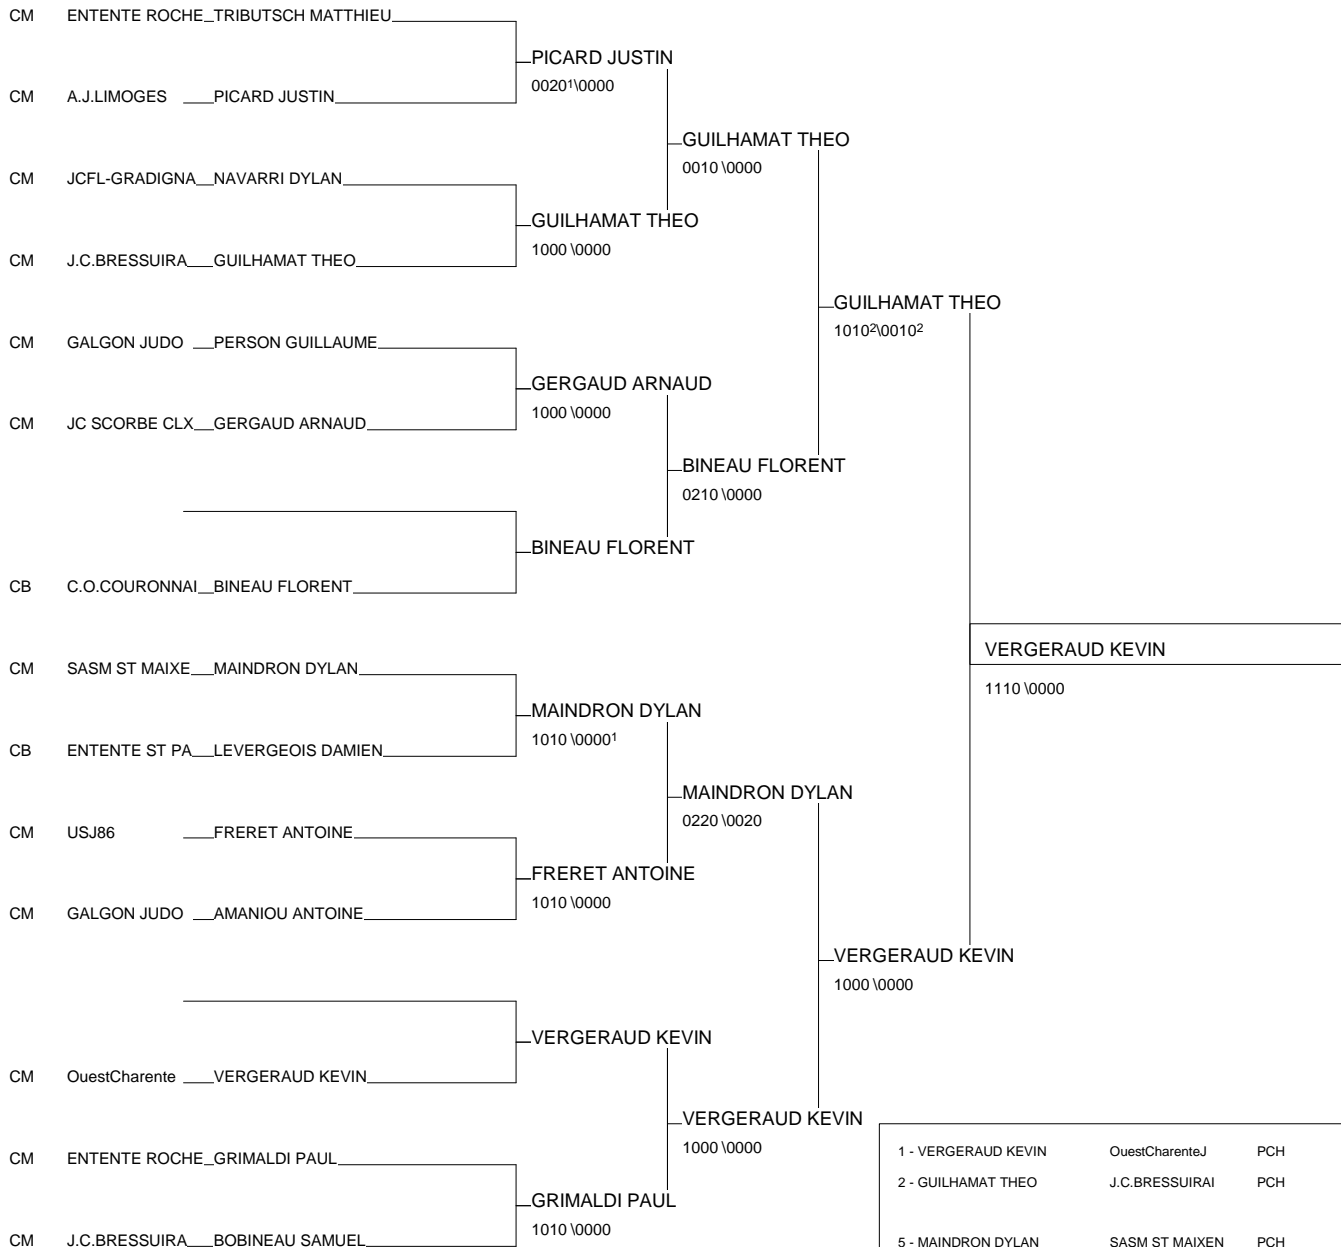 CM ENTENTE ROCHE TRIBUTSCH MATTHIEU
PICARD JUSTIN
0020¹\0000
CM A.J.LIMOGES PICARD JUSTIN
GUILHAMAT THEO
0010 \0000
CM JCFL-GRADIGNA NAVARRI DYLAN
GUILHAMAT THEO
1000 \0000
CM J.C.BRESSUIRA GUILHAMAT THEO
GUILHAMAT THEO
1010²\0010²
CM GALGON JUDO PERSON GUILLAUME
GERGAUD ARNAUD
1000 \0000
CM JC SCORBE CLX GERGAUD ARNAUD
BINEAU FLORENT
0210 \0000
BINEAU FLORENT
CB C.O.COURONNAI BINEAU FLORENT
VERGERAUD KEVIN
1110 \0000
CM SASM ST MAIXE MAINDRON DYLAN
MAINDRON DYLAN
1010 \0000¹
CB ENTENTE ST PA LEVERGEOIS DAMIEN
MAINDRON DYLAN
0220 \0020
CM USJ86 FRERET ANTOINE
FRERET ANTOINE
1010 \0000
CM GALGON JUDO AMANIOU ANTOINE
VERGERAUD KEVIN
1000 \0000
VERGERAUD KEVIN
CM OuestCharente VERGERAUD KEVIN
VERGERAUD KEVIN
1000 \0000
CM ENTENTE ROCHE GRIMALDI PAUL
GRIMALDI PAUL
1010 \0000
CM J.C.BRESSUIRA BOBINEAU SAMUEL
1 - VERGERAUD KEVIN OuestCharenteJ PCH
2 - GUILHAMAT THEO J.C.BRESSUIRAI PCH
5 - MAINDRON DYLAN SASM ST MAIXEN PCH